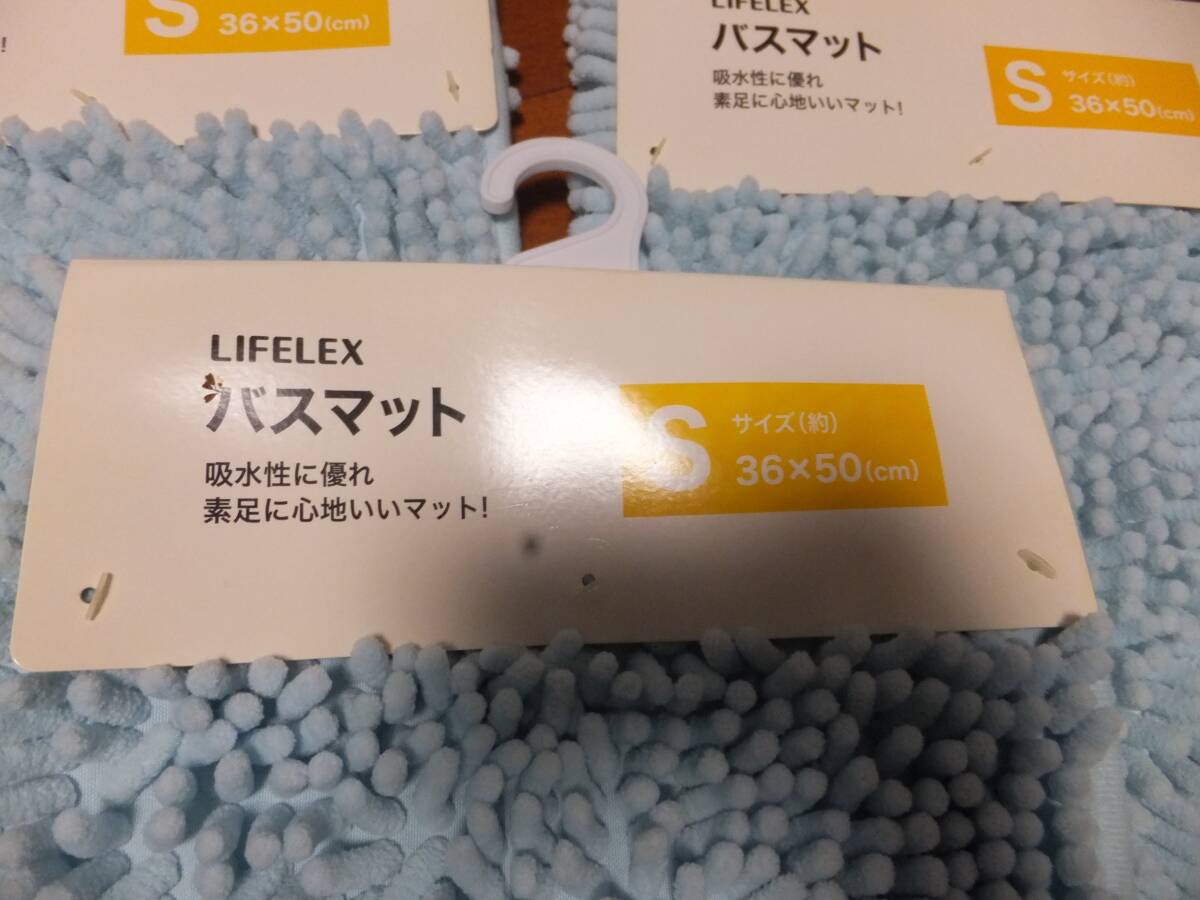 S 36×50(cm)
!
LIFELEX
バスマット
吸水性に優れ
素足に心地いいマット!
S サイズ(約)
36×50(cm)
LIFELEX
バスマット
吸水性に優れ
素足に心地いいマット!
S サイズ(約)
36×50(cm)